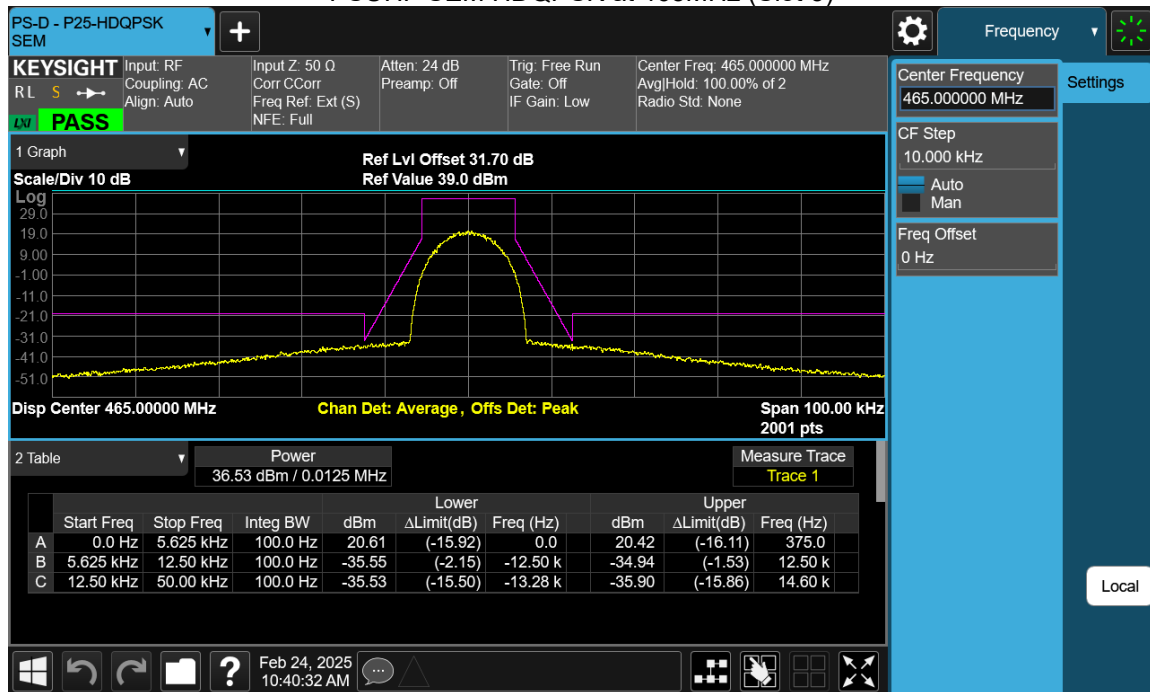 PS-D - P25-HDQPSK
SEM
Frequency
KEYSIGHT
RL S
LXI PASS
Input: RF
Coupling: AC
Align: Auto
Input Z: 50 Ω
Corr CCorr
Freq Ref: Ext (S)
NFE: Full
Atten: 24 dB
Preamp: Off
Trig: Free Run
Gate: Off
IF Gain: Low
Center Freq: 465.000000 MHz
Avg|Hold: 100.00% of 2
Radio Std: None
Center Frequency
465.000000 MHz
Settings
CF Step
10.000 kHz
Auto
Man
Freq Offset
0 Hz
1 Graph
Scale/Div 10 dB
Ref Lvl Offset 31.70 dB
Ref Value 39.0 dBm
Log
29.0
19.0
9.00
-1.00
-11.0
-21.0
-31.0
-41.0
-51.0
Disp Center 465.00000 MHz
Chan Det: Average , Offs Det: Peak
Span 100.00 kHz
2001 pts
2 Table
Power
36.53 dBm / 0.0125 MHz
Measure Trace
Trace 1
Lower Upper
Start Freq Stop Freq Integ BW dBm ∆Limit(dB) Freq (Hz) dBm ∆Limit(dB) Freq (Hz)
A 0.0 Hz 5.625 kHz 100.0 Hz 20.61 (-15.92) 0.0 20.42 (-16.11) 375.0
B 5.625 kHz 12.50 kHz 100.0 Hz -35.55 (-2.15) -12.50 k -34.94 (-1.53) 12.50 k
C 12.50 kHz 50.00 kHz 100.0 Hz -35.53 (-15.50) -13.28 k -35.90 (-15.86) 14.60 k
Local
Feb 24, 2025
10:40:32 AM